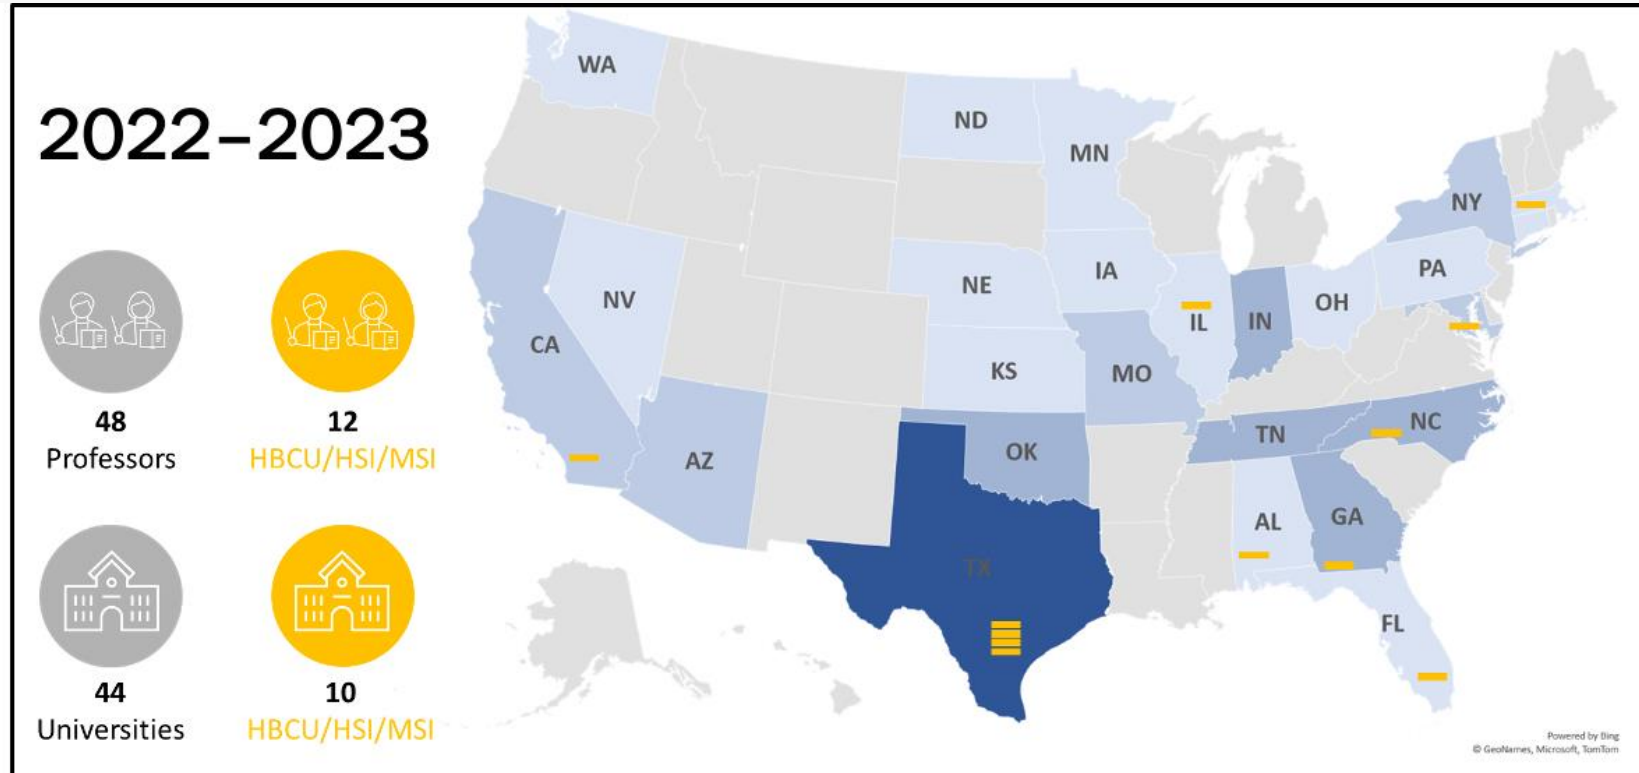 2022–2023
48
Professors
12
HBCU/HSI/MSI
44
Universities
10
HBCU/HSI/MSI
WA
ND
MN
NY
NV
NE
IA
PA
CA
IL
IN
OH
KS
MO
AZ
OK
TN
NC
TX
AL
GA
FL
Powered by Bing
© GeoNames, Microsoft, TomTom